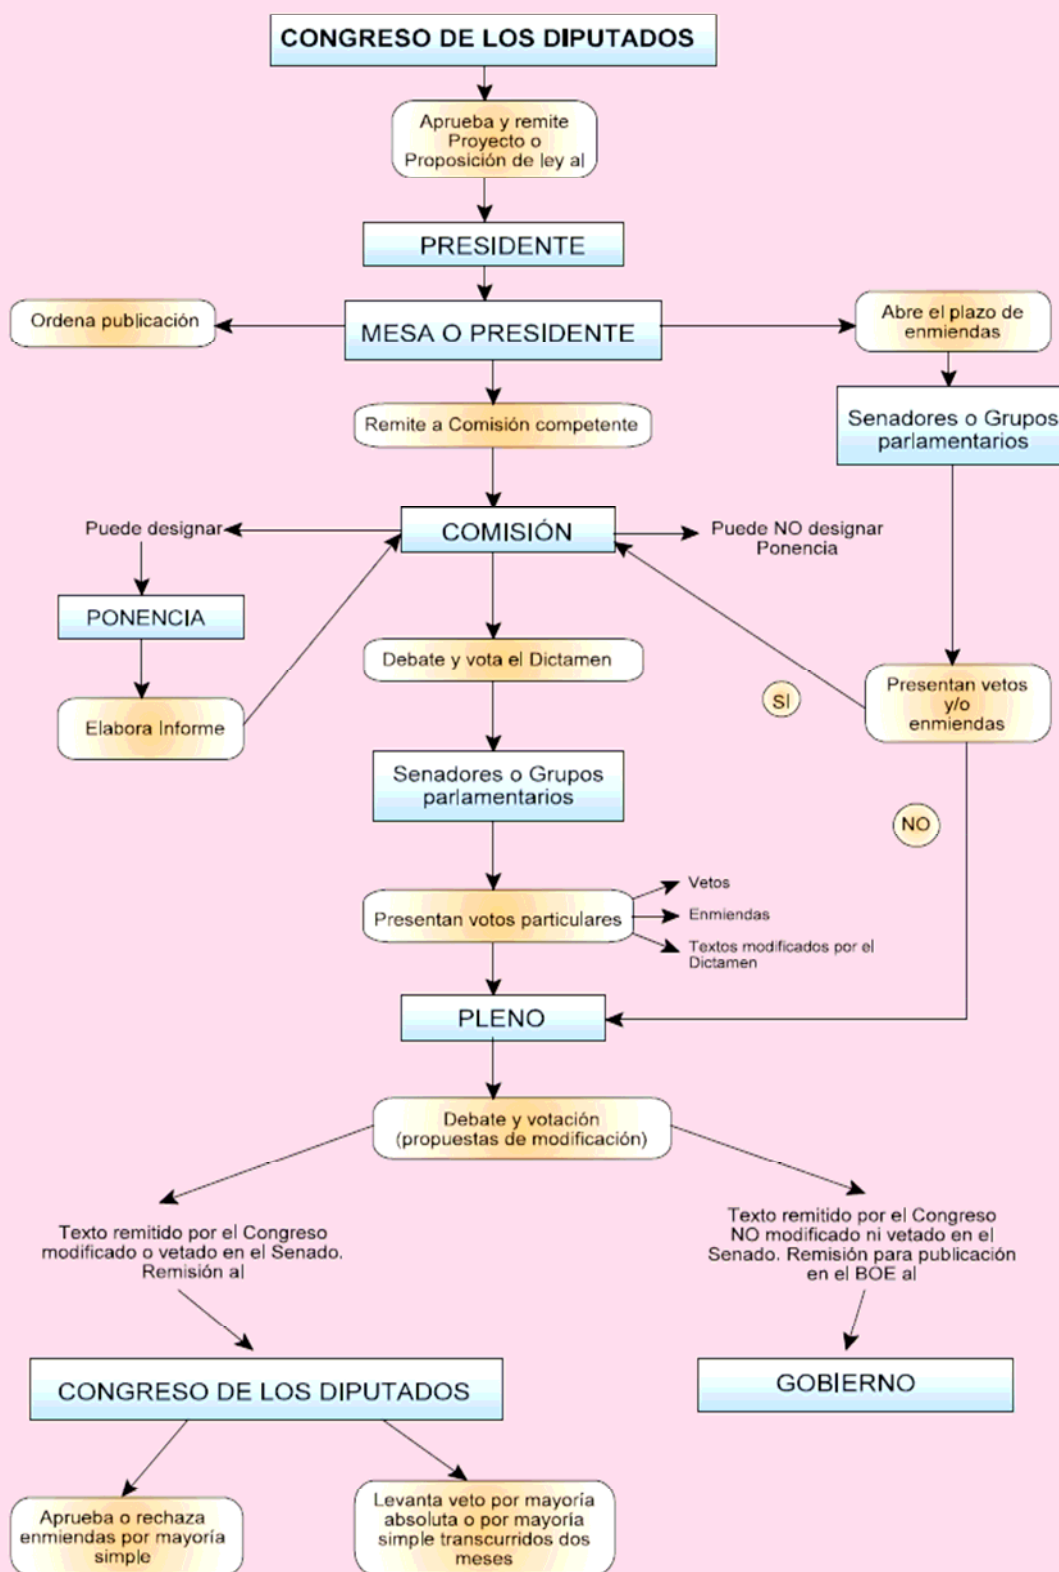 CONGRESO DE LOS DIPUTADOS
Aprueba y remite
Proyecto o
Proposición de ley al
PRESIDENTE
MESA O PRESIDENTE
Ordena publicación
Abre el plazo de
enmiendas
Senadores o Grupos
parlamentarios
Remite a Comisión competente
COMISIÓN
Puede designar
Puede NO designar
Ponencia
PONENCIA
Elabora Informe
Debate y vota el Dictamen
SI
Presentan vetos
y/o
enmiendas
NO
Senadores o Grupos
parlamentarios
Presentan votos particulares
Vetos
Enmiendas
Textos modificados por el
Dictamen
PLENO
Debate y votación
(propuestas de modificación)
Texto remitido por el Congreso
modificado o vetado en el Senado.
Remisión al
Texto remitido por el Congreso
NO modificado ni vetado en el
Senado. Remisión para publicación
en el BOE al
CONGRESO DE LOS DIPUTADOS
GOBIERNO
Aprueba o rechaza
enmiendas por mayoría
simple
Levanta veto por mayoría
absoluta o por mayoría
simple transcurridos dos
meses